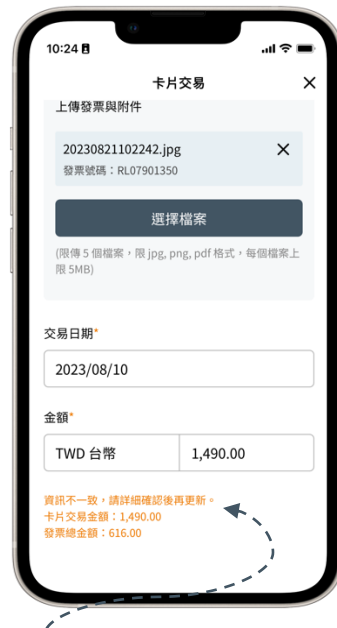 10:24
卡片交易
上傳發票與附件
20230821102242.jpg
發票號碼：RL07901350
選擇檔案
(限傳 5 個檔案，限 jpg, png, pdf 格式，每個檔案上
限 5MB)
交易日期*
2023/08/10
金額*
TWD 台幣 1,490.00
資訊不一致，請詳細確認後再更新。
卡片交易金額：1,490.00
發票總金額：616.00